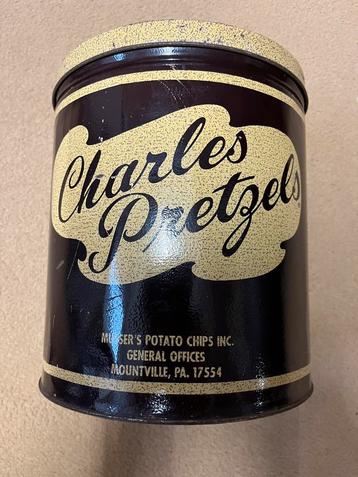 Charles
Pretzels
MUSSER'S POTATO CHIPS INC.
GENERAL OFFICES
MOUNTVILLE, PA. 17554